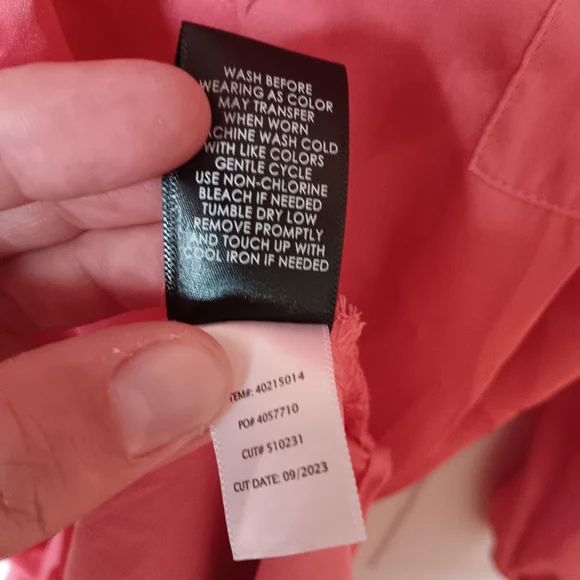 WASH BEFORE
WEARING AS COLOR
MAY TRANSFER
WHEN WORN
ACHINE WASH COLD
WITH LIKE COLORS
GENTLE CYCLE
USE NON-CHLORINE
BLEACH IF NEEDED
TUMBLE DRY LOW
REMOVE PROMPTLY
AND TOUCH UP WITH
COOL IRON IF NEEDED
ITEM#: 40215014
PO# 4057710
CUT# S10231
CUT DATE: 09/2023